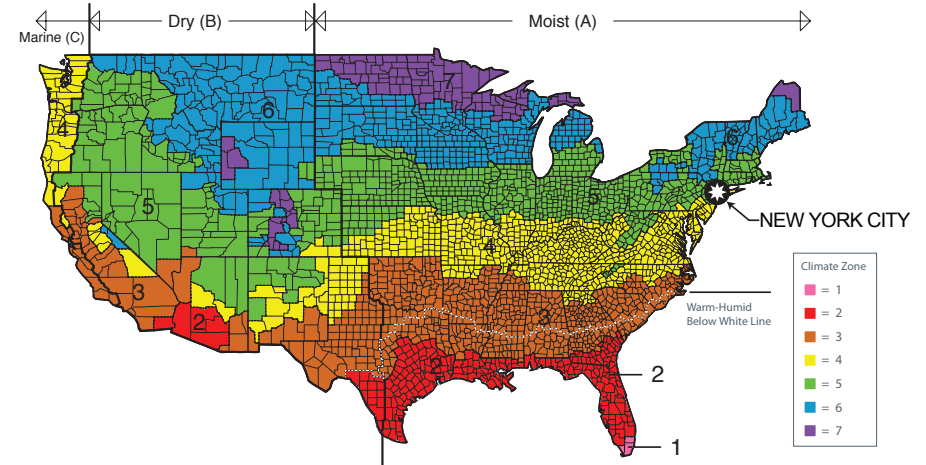 Marine (C)
Dry (B)
Moist (A)
7
6
6
4
5
5
4
3
3
2
2
2
1
NEW YORK CITY
Warm-Humid
Below White Line
Climate Zone
= 1
= 2
= 3
= 4
= 5
= 6
= 7